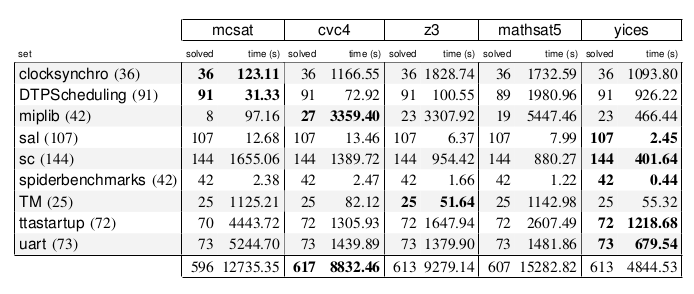 mcsat cvc4 z3 mathsat5 yices
set solved time (s) solved time (s) solved time (s) solved time (s) solved time (s)
clocksynchro (36) 36 123.11 36 1166.55 36 1828.74 36 1732.59 36 1093.80
DTPScheduling (91) 91 31.33 91 72.92 91 100.55 89 1980.96 91 926.22
miplib (42) 8 97.16 27 3359.40 23 3307.92 19 5447.46 23 466.44
sal (107) 107 12.68 107 13.46 107 6.37 107 7.99 107 2.45
sc (144) 144 1655.06 144 1389.72 144 954.42 144 880.27 144 401.64
spiderbenchmarks (42) 42 2.38 42 2.47 42 1.66 42 1.22 42 0.44
TM (25) 25 1125.21 25 82.12 25 51.64 25 1142.98 25 55.32
ttastartup (72) 70 4443.72 72 1305.93 72 1647.94 72 2607.49 72 1218.68
uart (73) 73 5244.70 73 1439.89 73 1379.90 73 1481.86 73 679.54
596 12735.35 617 8832.46 613 9279.14 607 15282.82 613 4844.53